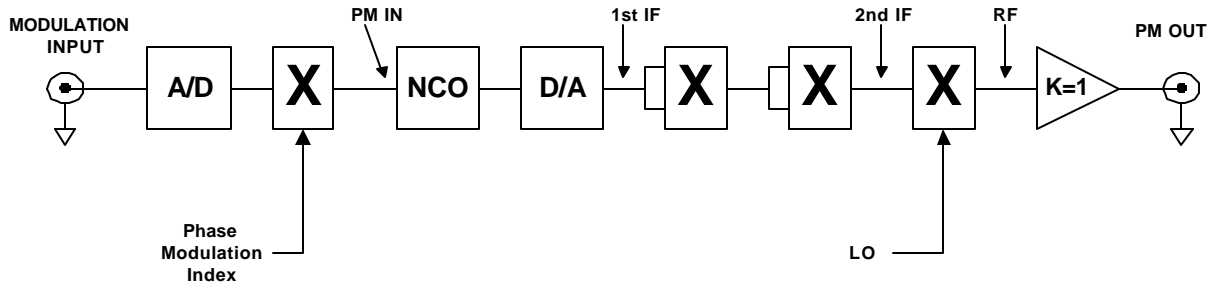 MODULATION
INPUT
PM IN
1st IF
2nd IF
RF
PM OUT
A/D
X
NCO
D/A
X
X
X
K=1
Phase
Modulation
Index
LO